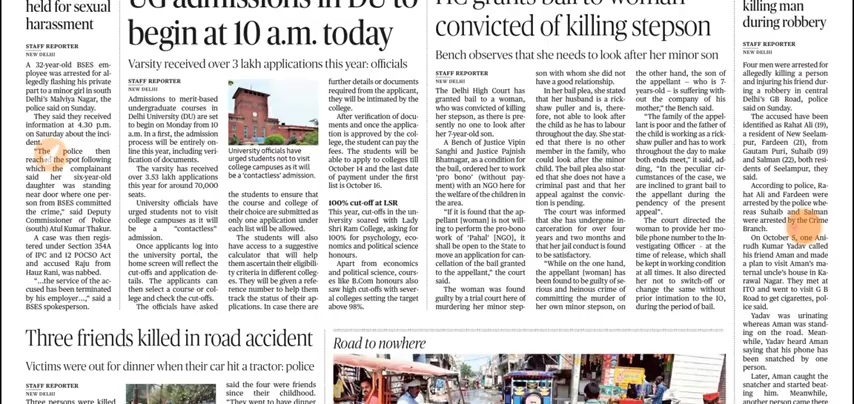 held for sexual
harassment
STAFF REPORTER
NEW DELHI
A 32-year-old BSES em-
ployee was arrested for al-
legedly flashing his private
part to a minor girl in south
Delhi's Malviya Nagar, the
police said on Sunday.
They said they received
information at 4.30 p.m.
on Saturday about the inci-
dent.
"The police then
reached the spot following
which the complainant
said her six-year-old
daughter was standing
near door where one per-
son from BSES committed
the crime," said Deputy
Commissioner of Police
(south) Atul Kumar Thakur.
A case was then regis-
tered under Section 354A
of IPC and 12 POCSO Act
and accused Raju from
Hauz Rani, was nabbed.
"...the service of the ac-
cused has been terminated
by his employer...," said a
BSES spokesperson.
UG admissions in DU to
begin at 10 a.m. today
Varsity received over 3 lakh applications this year: officials
STAFF REPORTER
NEW DELHI
Admissions to merit-based
undergraduate courses in
Delhi University (DU) are set
to begin on Monday from 10
a.m. In a first, the admission
process will be entirely on-
line this year, including veri-
fication of documents.
The varsity has received
over 3.53 lakh applications
this year for around 70,000
seats.
University officials have
urged students not to visit
college campuses as it will
be a "contactless"
admission.
Once applicants log into
the university portal, the
home screen will reflect the
cut-offs and application de-
tails. The applicants can
then select a course or col-
lege and check the cut-offs.
The officials have asked
University officials have
urged students not to visit
college campuses as it will be
a 'contactless' admission.
the students to ensure that
the course and college of
their choice are submitted as
only one application under
each list will be allowed.
The students will also
have access to a suggestive
calculator that will help
them ascertain their eligibil-
ity criteria in different colleg-
es. They will be given a refe-
rence number to help them
track the status of their ap-
plications. In case there are
further details or documents
required from the applicant,
they will be intimated by the
college.
After verification of docu-
ments and once the applica-
tion is approved by the col-
lege, the student can pay the
fees. The students will be
able to apply to colleges till
October 14 and the last date
of payment under the first
list is October 16.
100% cut-off at LSR
This year, cut-offs in the un-
iversity soared with Lady
Shri Ram College, asking for
100% for psychology, econ-
omics and political science
honours.
Apart from economics
and political science, cours-
es like B.Com honours also
saw high cut-offs with sever-
al colleges setting the target
above 98%.
HC grants bail to woman
convicted of killing stepson
Bench observes that she needs to look after her minor son
STAFF REPORTER
NEW DELHI
The Delhi High Court has
granted bail to a woman,
who was convicted of killing
her stepson, as there is pre-
sently no one to look after
her 7-year-old son.
A Bench of Justice Vipin
Sanghi and Justice Rajnish
Bhatnagar, as a condition for
the bail, ordered her to work
'pro bono' (without pay-
ment) with an NGO here for
the welfare of the children in
the area.
"If it is found that the ap-
pellant [woman] is not will-
ing to perform the pro-bono
work of 'Pahal' [NGO], it
shall be open to the State to
move an application for can-
cellation of the bail granted
to the appellant," the court
said.
The woman was found
guilty by a trial court here of
murdering her minor step-
son with whom she did not
have a good relationship.
In her bail plea, she stat-
ed that her husband is a rick-
shaw puller and is, there-
fore, not able to look after
the child as he has to labour
throughout the day. She stat-
ed that there is no other
member in the family, who
could look after the minor
child. The bail plea also stat-
ed that she does not have a
criminal past and that her
appeal against the convic-
tion is pending.
The court was informed
that she has undergone in-
carceration for over four
years and two months and
that her jail conduct is found
to be satisfactory.
"While on the one hand,
the appellant [woman] has
been found to be guilty of se-
rious and heinous crime of
committing the murder of
her own minor stepson, on
the other hand, the son of
the appellant – who is 7-
years-old – is suffering with-
out the company of his
mother," the Bench said.
"The family of the appel-
lant is poor and the father of
the child is working as a rick-
shaw puller and has to work
throughout the day to make
both ends meet," it said, ad-
ding, "In the peculiar cir-
cumstances of the case, we
are inclined to grant bail to
the appellant during the
pendency of the present
appeal".
The court directed the
woman to provide her mo-
bile phone number to the In-
vestigating Officer - at the
time of release, which shall
be kept in working condition
at all times. It also directed
her not to switch-off or
change the same without
prior intimation to the IO,
during the period of bail.
killing man
during robbery
STAFF REPORTER
NEW DELHI
Four men were arrested for
allegedly killing a person
and injuring his friend dur-
ing a robbery in central
Delhi's GB Road, police
said on Sunday.
The accused have been
identified as Rahat Ali (19),
a resident of New Seelam-
pur, Fardeen (21), from
Gautam Puri, Suhaib (19)
and Salman (22), both resi-
dents of Seelampur, they
said.
According to police, Ra-
hat Ali and Fardeen were
arrested by the police whe-
reas Suhaib and Salman
were arrested by the Crime
Branch.
On October 5, one Ani-
rudh Kumar Yadav called
his friend Aman and made
a plan to visit Aman's ma-
ternal uncle's house in Ka-
rawal Nagar. They met at
ITO and went to visit G B
Road to get cigarettes, pol-
ice said.
Yadav was urinating
whereas Aman was stand-
ing on the road. Mean-
while, Yadav heard Aman
saying that his phone has
been snatched by one
person.
Later, Aman caught the
snatcher and started beat-
ing him. Meanwhile,
another person came there
Three friends killed in road accident
Victims were out for dinner when their car hit a tractor: police
STAFF REPORTER
NEW DELHI
Three persons were killed
said the four were friends
since their childhood.
"They went to have dinner
Road to nowhere